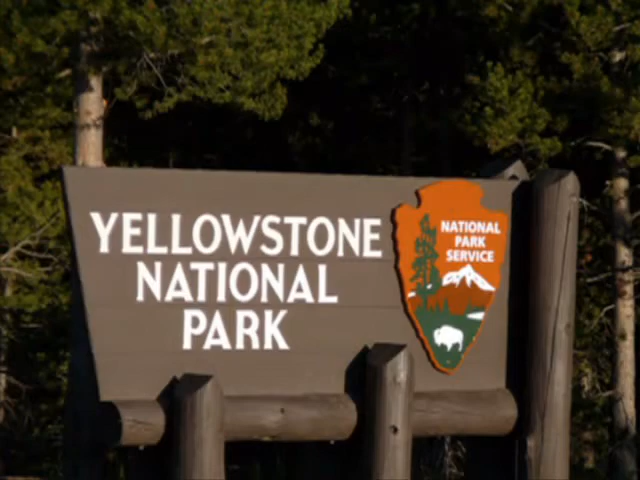 YELLOWSTONE
NATIONAL
PARK
NATIONAL
PARK
SERVICE